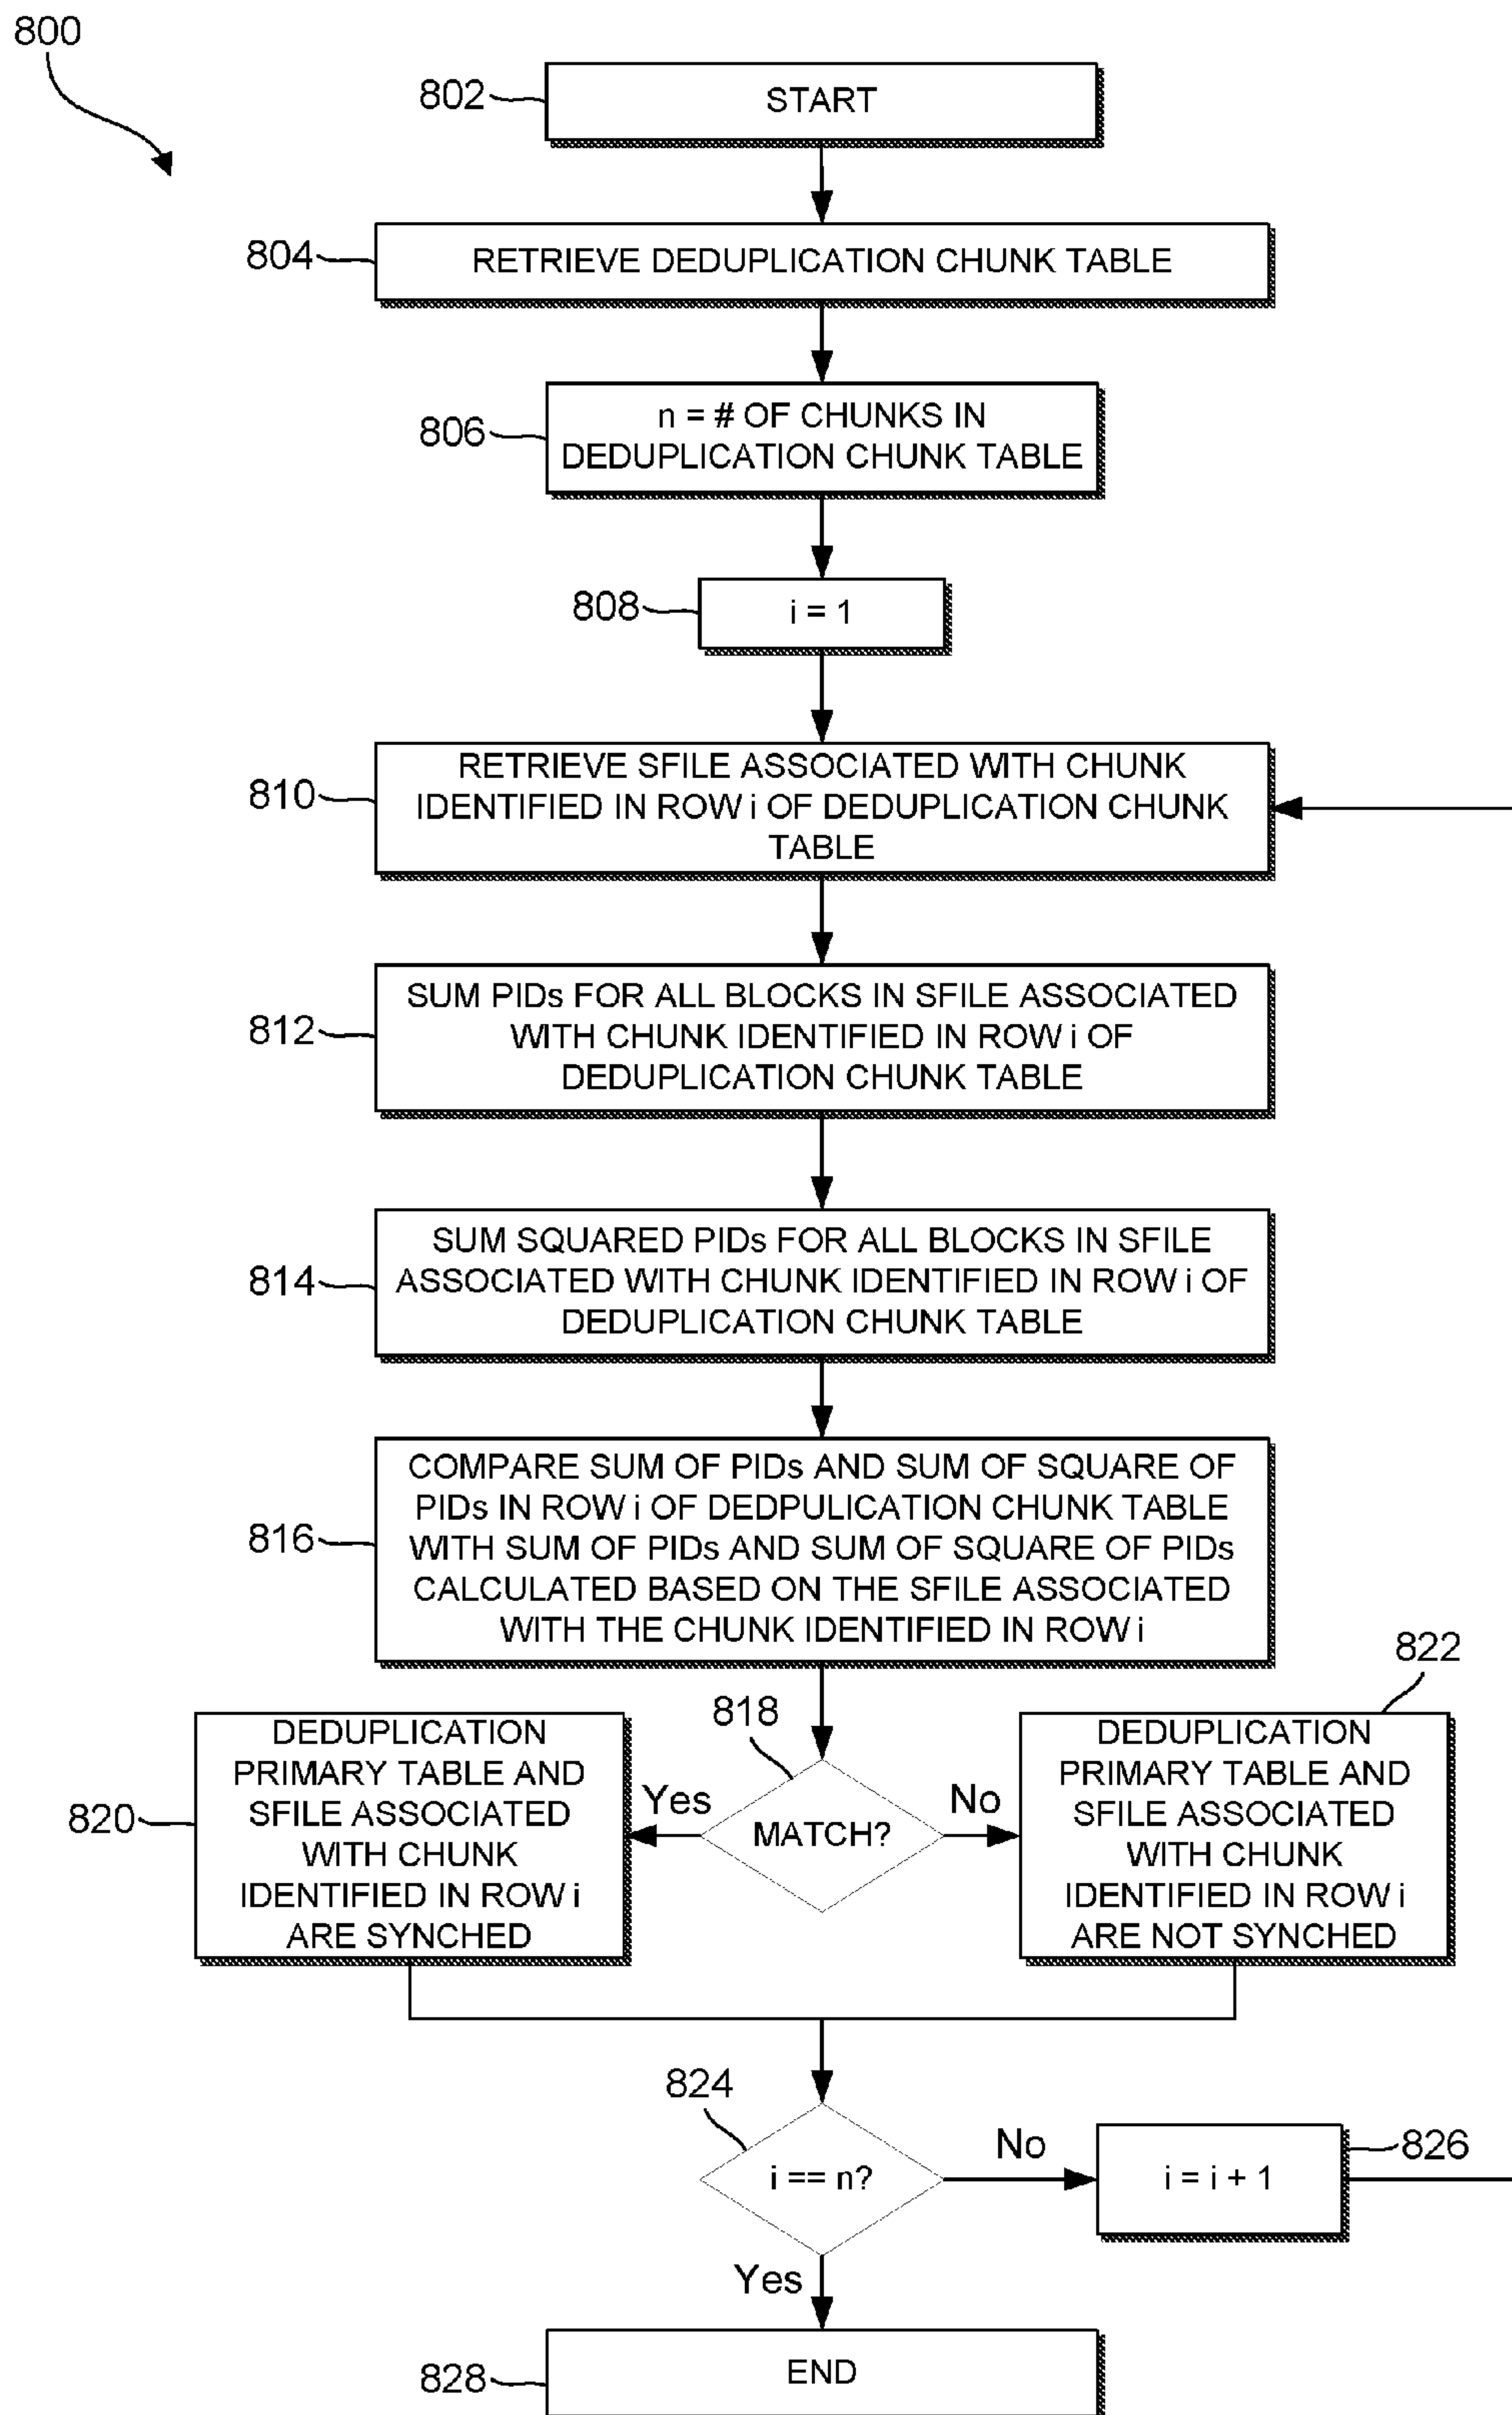 800
802
START
804
RETRIEVE DEDUPLICATION CHUNK TABLE
806
n = # OF CHUNKS IN
DEDUPLICATION CHUNK TABLE
808
i = 1
810
RETRIEVE SFILE ASSOCIATED WITH CHUNK
IDENTIFIED IN ROW i OF DEDUPLICATION CHUNK
TABLE
812
SUM PIDs FOR ALL BLOCKS IN SFILE ASSOCIATED
WITH CHUNK IDENTIFIED IN ROW i OF
DEDUPLICATION CHUNK TABLE
814
SUM SQUARED PIDs FOR ALL BLOCKS IN SFILE
ASSOCIATED WITH CHUNK IDENTIFIED IN ROW i OF
DEDUPLICATION CHUNK TABLE
816
COMPARE SUM OF PIDs AND SUM OF SQUARE OF
PIDs IN ROW i OF DEDPULICATION CHUNK TABLE
WITH SUM OF PIDs AND SUM OF SQUARE OF PIDs
CALCULATED BASED ON THE SFILE ASSOCIATED
WITH THE CHUNK IDENTIFIED IN ROW i
818
MATCH?
Yes
No
820
DEDUPLICATION
PRIMARY TABLE AND
SFILE ASSOCIATED
WITH CHUNK
IDENTIFIED IN ROW i
ARE SYNCHED
822
DEDUPLICATION
PRIMARY TABLE AND
SFILE ASSOCIATED
WITH CHUNK
IDENTIFIED IN ROW i
ARE NOT SYNCHED
824
i == n?
No
826
i = i + 1
Yes
828
END